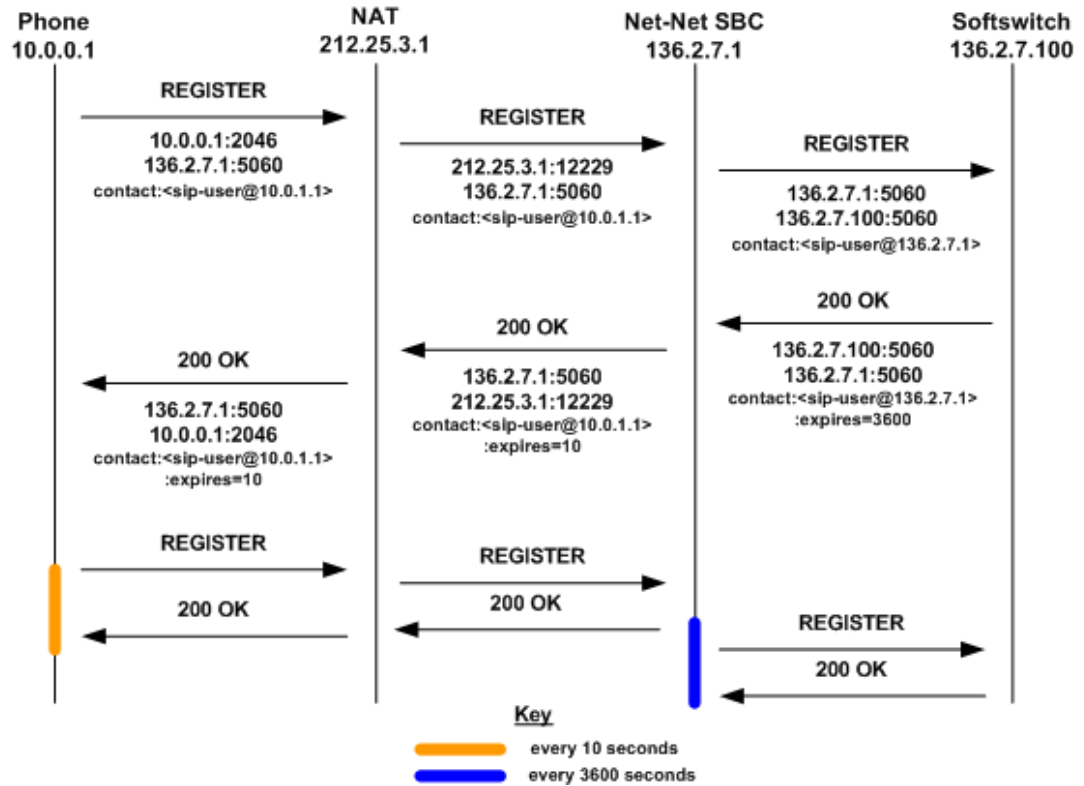 Phone
10.0.0.1
NAT
212.25.3.1
Net-Net SBC
136.2.7.1
Softswitch
136.2.7.100
REGISTER
10.0.0.1:2046
136.2.7.1:5060
contact:<sip-user@10.0.1.1>
REGISTER
212.25.3.1:12229
136.2.7.1:5060
contact:<sip-user@10.0.1.1>
REGISTER
136.2.7.1:5060
136.2.7.100:5060
contact:<sip-user@136.2.7.1>
200 OK
136.2.7.100:5060
136.2.7.1:5060
contact:<sip-user@136.2.7.1>
:expires=3600
200 OK
136.2.7.1:5060
212.25.3.1:12229
contact:<sip-user@10.0.1.1>
:expires=10
200 OK
136.2.7.1:5060
10.0.0.1:2046
contact:<sip-user@10.0.1.1>
:expires=10
REGISTER
200 OK
REGISTER
200 OK
REGISTER
200 OK
Key
every 10 seconds
every 3600 seconds